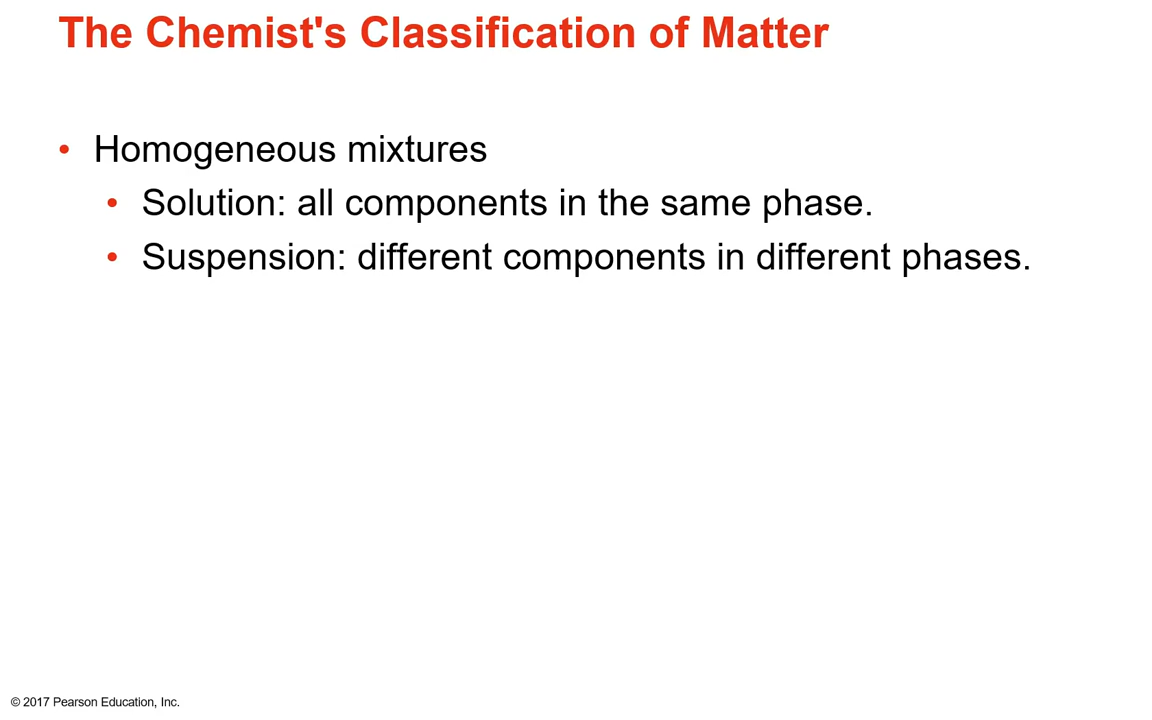 The Chemist's Classification of Matter
• Homogeneous mixtures
• Solution: all components in the same phase.
• Suspension: different components in different phases.
© 2017 Pearson Education, Inc.